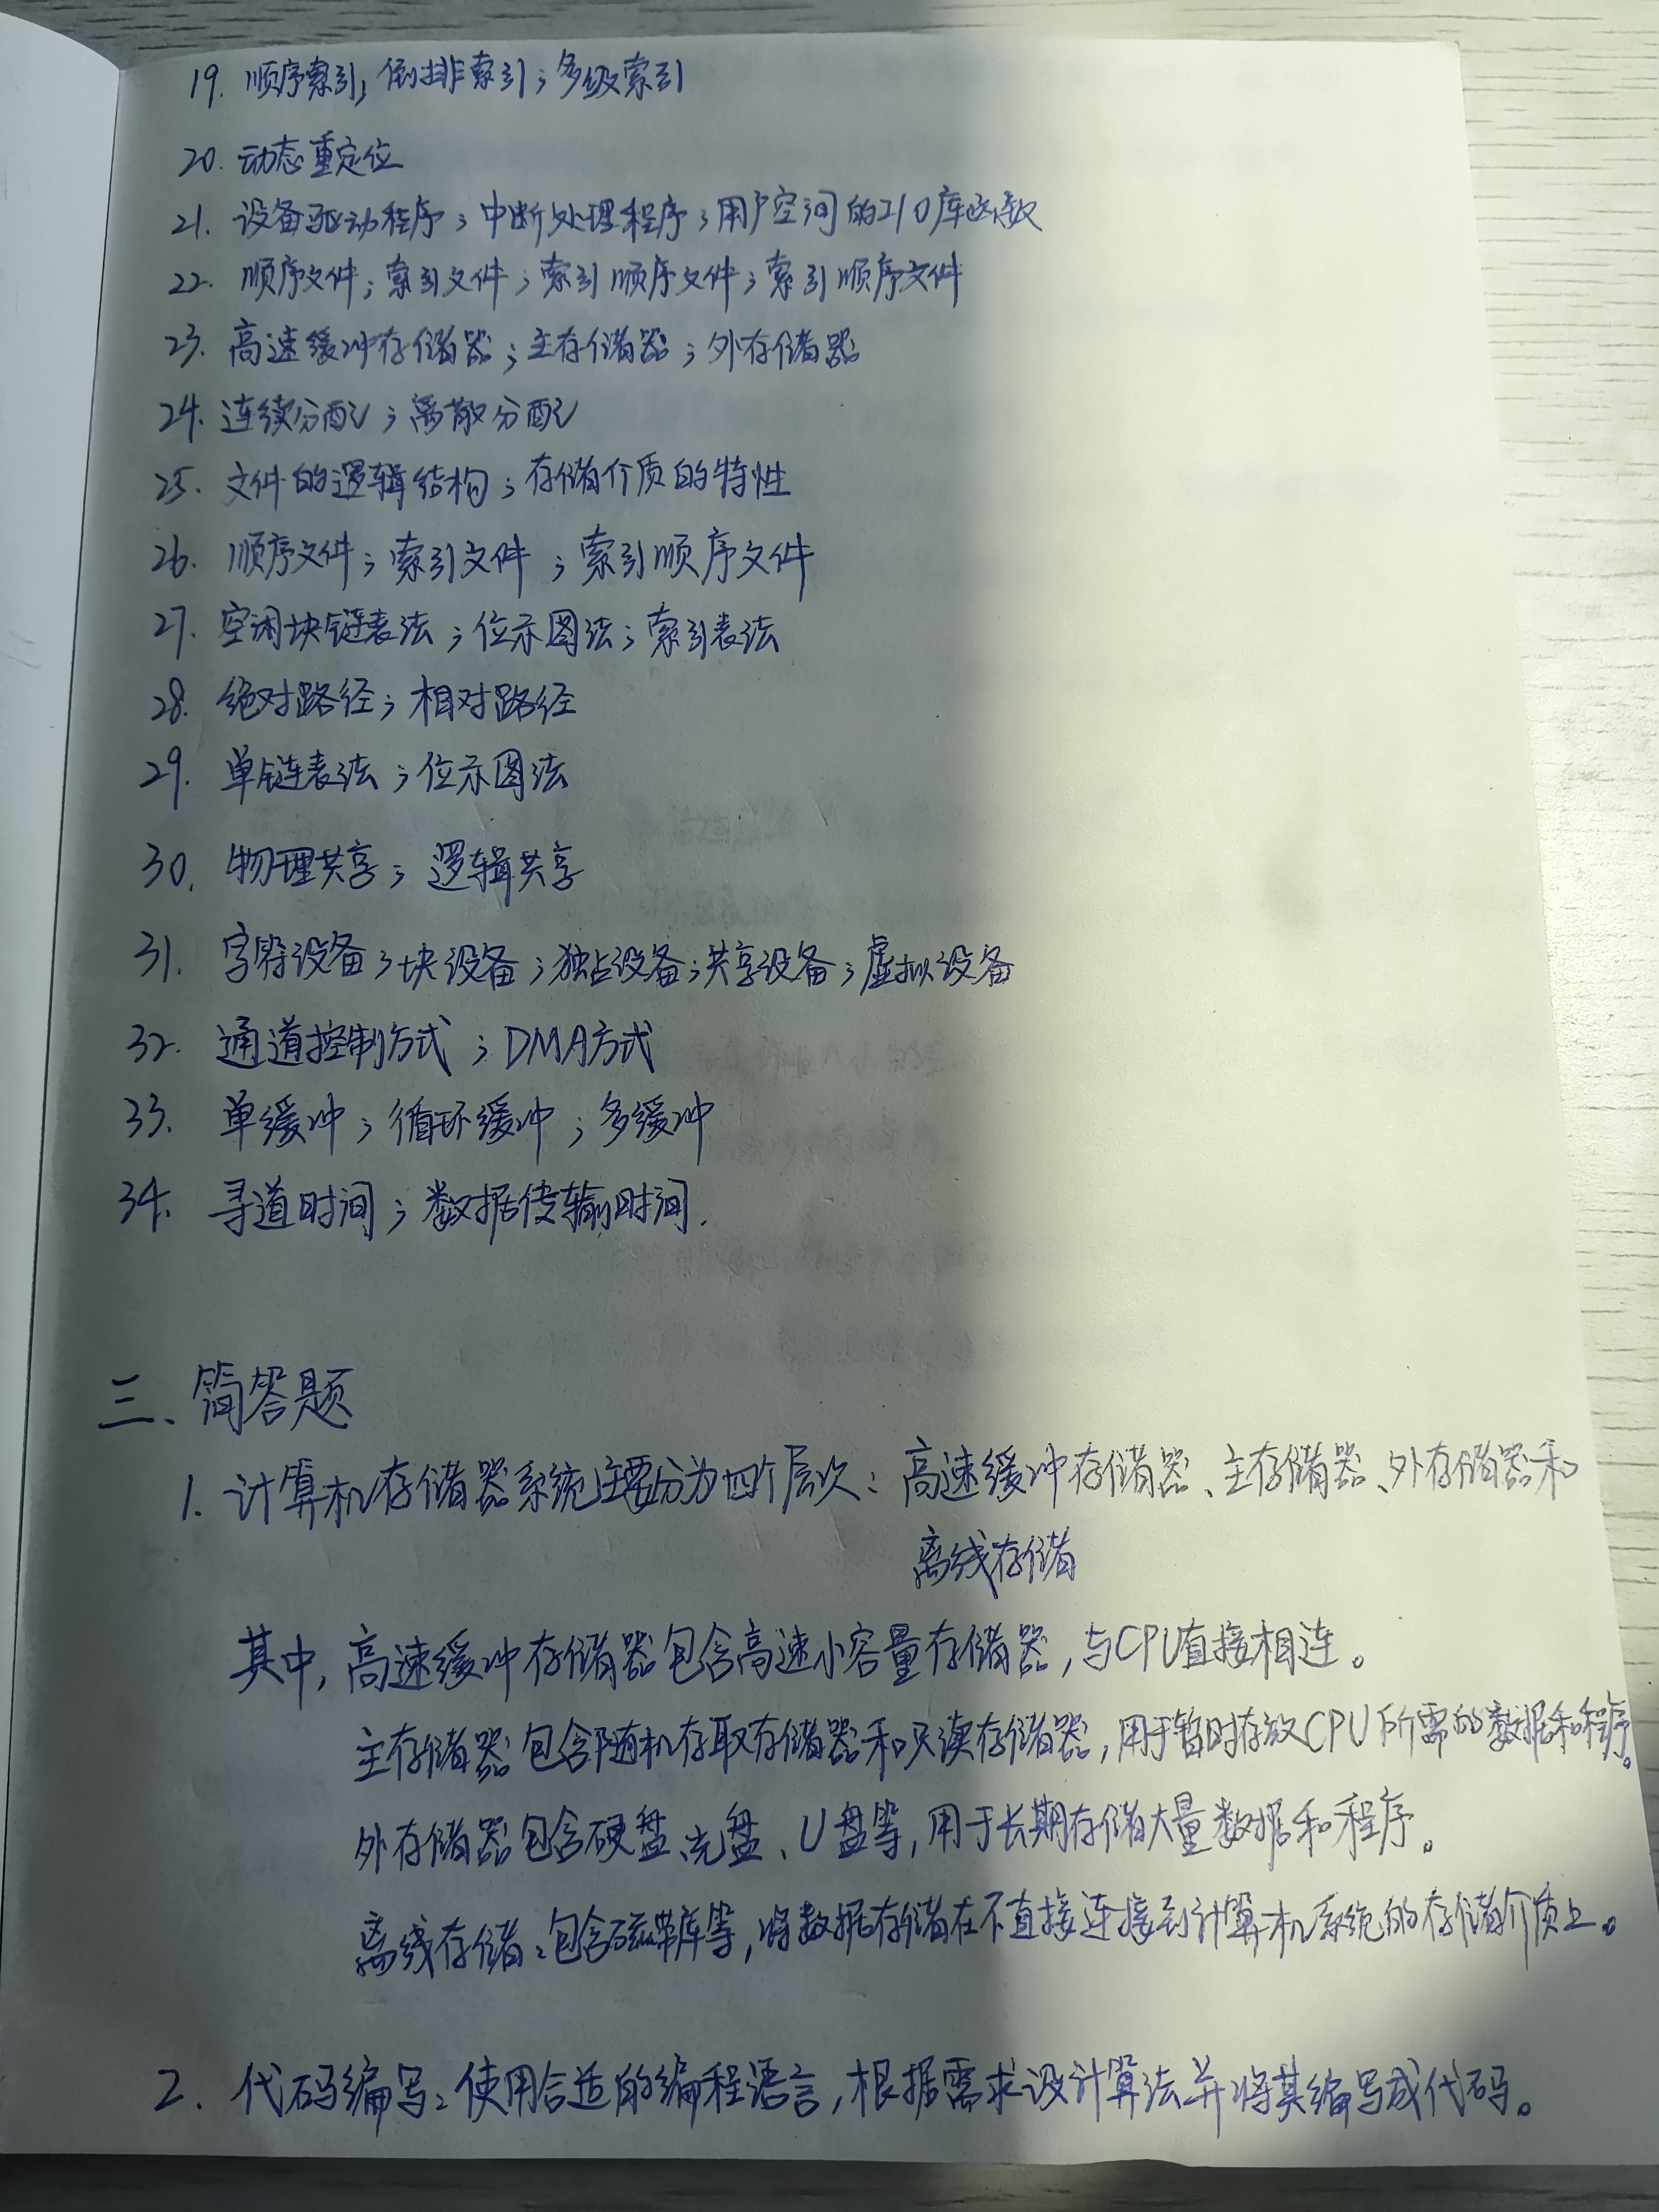 19. 顺序索引；倒排索引；多级索引
20. 动态重定位
21. 设备驱动程序；中断处理程序；用户空间的I/O库函数
22. 顺序文件；索引文件；索引顺序文件；索引顺序文件
23. 高速缓冲存储器；主存储器；外存储器
24. 连续分配；离散分配
25. 文件的逻辑结构；存储介质的特性
26. 顺序文件；索引文件；索引顺序文件
27. 空闲块链表法；位示图法；索引表法
28. 绝对路径；相对路径
29. 单链表法；位示图法
30. 物理共享；逻辑共享
31. 字符设备；块设备；独占设备；共享设备；虚拟设备
32. 通道控制方式；DMA方式
33. 单缓冲；循环缓冲；多缓冲
34. 寻道时间；数据传输时间.
三、简答题
1. 计算机存储器系统主要分为四个层次：高速缓冲存储器、主存储器、外存储器和
离线存储
其中，高速缓冲存储器包含高速小容量存储器，与CPU直接相连。
主存储器包含随机存取存储器和只读存储器，用于暂时存放CPU所需的数据和程序。
外存储器包含硬盘、光盘、U盘等，用于长期存储大量数据和程序。
离线存储：包含磁带库等，将数据存储在不直接连接到计算机系统的存储介质上。
2. 代码编写：使用合适的编程语言，根据需求设计算法并将其编写成代码。